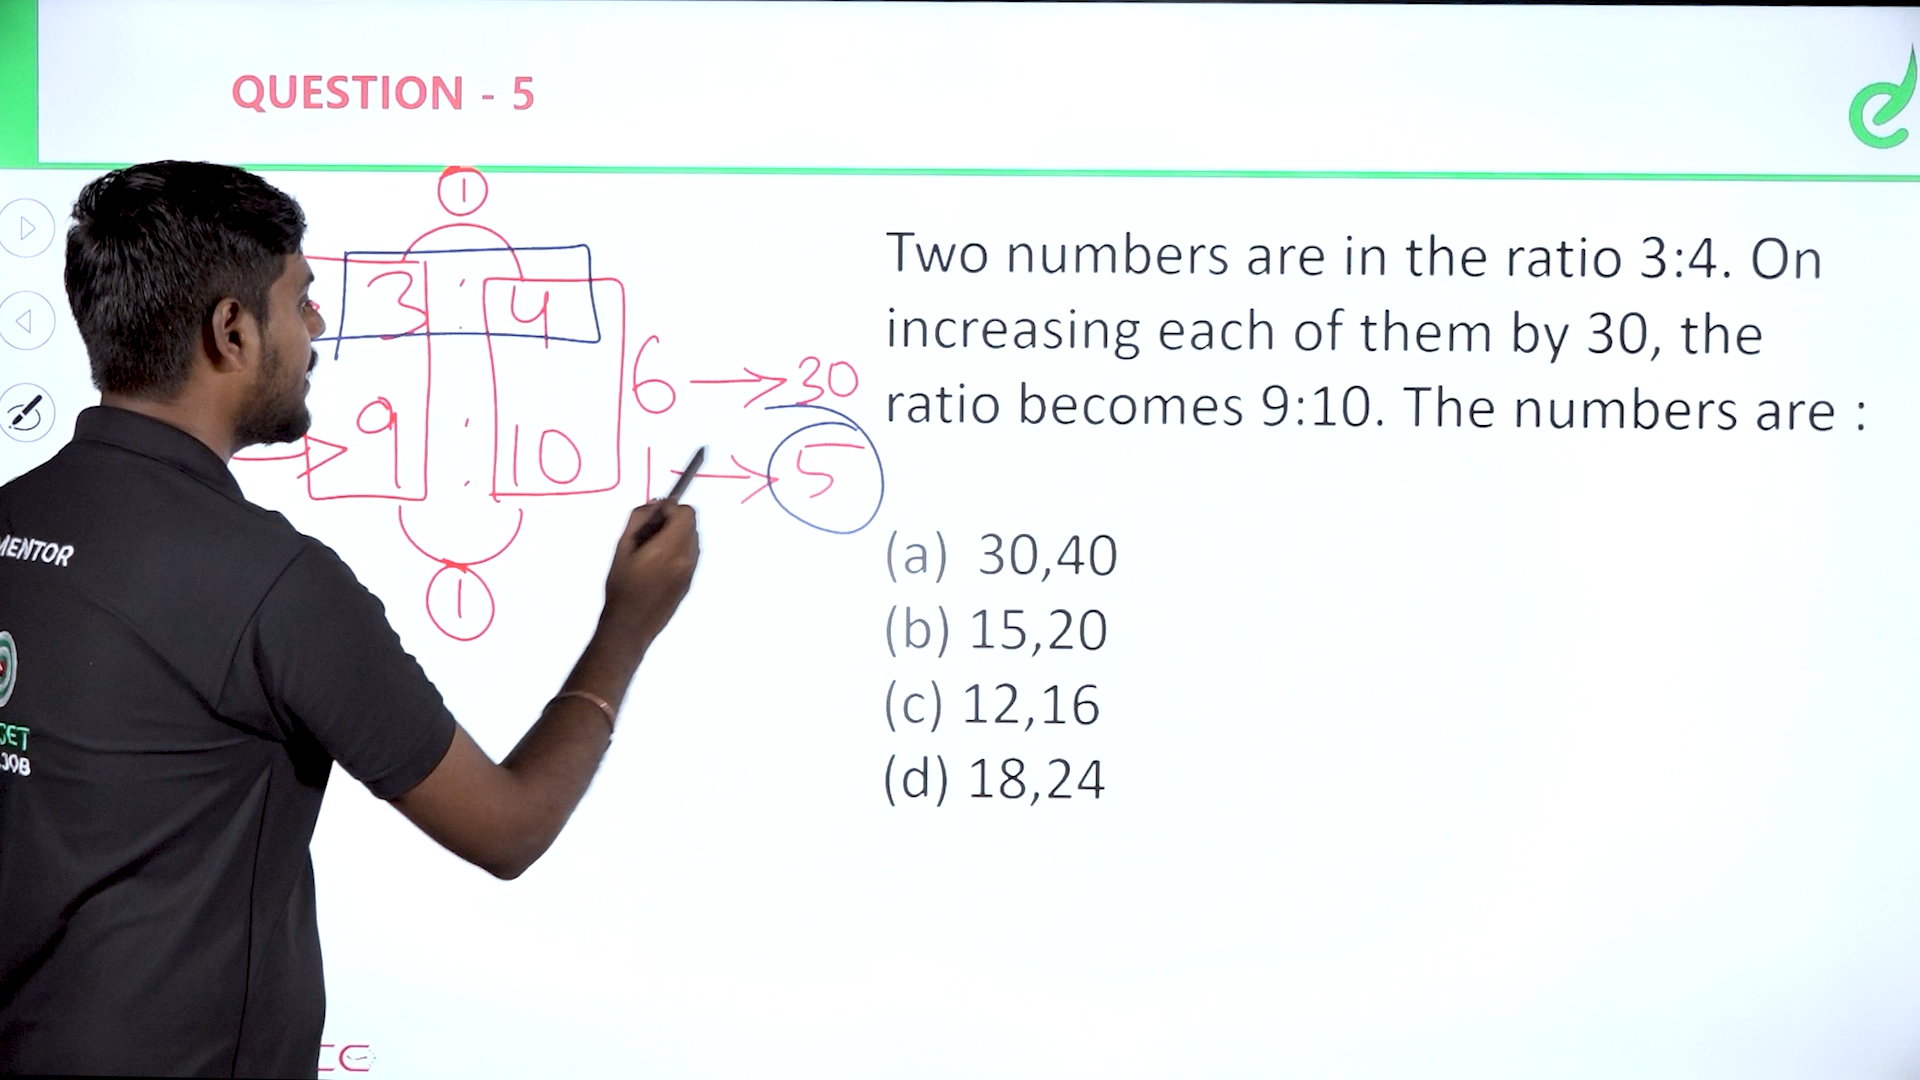 QUESTION - 5
1
3 : 4
6 → 30
9 : 10
1 → 5
1
Two numbers are in the ratio 3:4. On
increasing each of them by 30, the
ratio becomes 9:10. The numbers are :
(a) 30,40
(b) 15,20
(c) 12,16
(d) 18,24
MENTOR